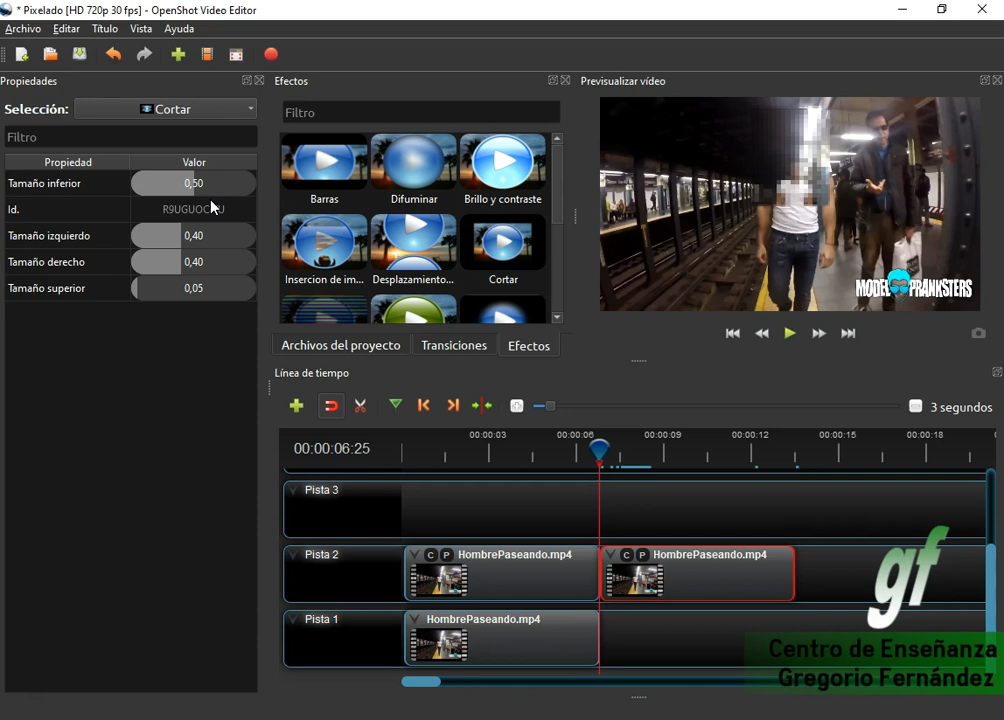 * Pixelado [HD 720p 30 fps] - OpenShot Video Editor
Archivo Editar Título Vista Ayuda
Propiedades
Efectos
Previsualizar vídeo
Selección: Cortar
Filtro
Filtro
Propiedad Valor
Tamaño inferior 0,50
Id.
Tamaño izquierdo 0,40
Tamaño derecho 0,40
Tamaño superior 0,05
Barras Difuminar Brillo y contraste
Insercion de im... Desplazamiento... Cortar
Archivos del proyecto Transiciones Efectos
MODEL PRANKSTERS
Línea de tiempo
3 segundos
00:00:06:25
00:00:03 00:00:06 00:00:09 00:00:12 00:00:15 00:00:18
Pista 3
Pista 2
C P HombrePaseando.mp4
C P HombrePaseando.mp4
Pista 1
HombrePaseando.mp4
gf
Centro de Enseñanza
Gregorio Fernández